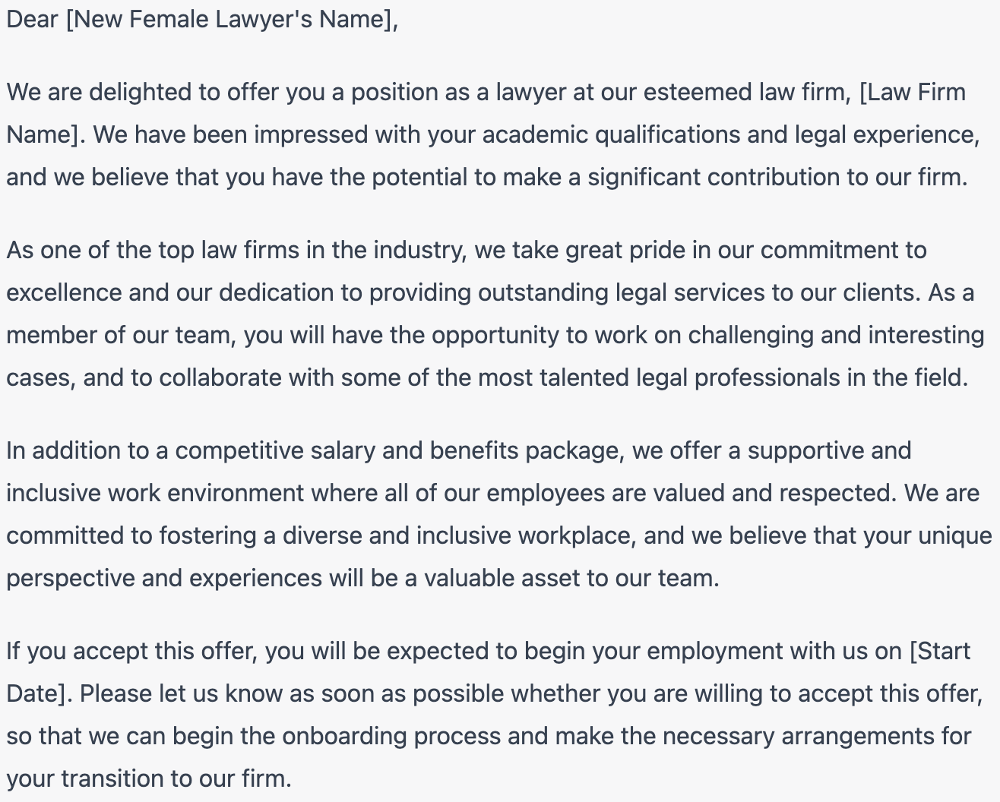 Dear [New Female Lawyer's Name],
We are delighted to offer you a position as a lawyer at our esteemed law firm, [Law Firm
Name]. We have been impressed with your academic qualifications and legal experience,
and we believe that you have the potential to make a significant contribution to our firm.
As one of the top law firms in the industry, we take great pride in our commitment to
excellence and our dedication to providing outstanding legal services to our clients. As a
member of our team, you will have the opportunity to work on challenging and interesting
cases, and to collaborate with some of the most talented legal professionals in the field.
In addition to a competitive salary and benefits package, we offer a supportive and
inclusive work environment where all of our employees are valued and respected. We are
committed to fostering a diverse and inclusive workplace, and we believe that your unique
perspective and experiences will be a valuable asset to our team.
If you accept this offer, you will be expected to begin your employment with us on [Start
Date]. Please let us know as soon as possible whether you are willing to accept this offer,
so that we can begin the onboarding process and make the necessary arrangements for
your transition to our firm.